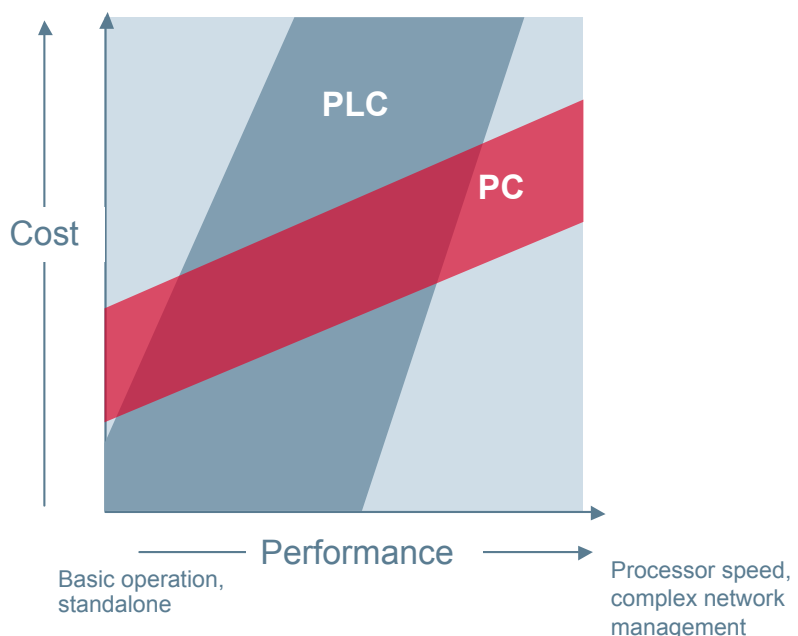 PLC
PC
Cost
Performance
Basic operation,
standalone
Processor speed,
complex network
management